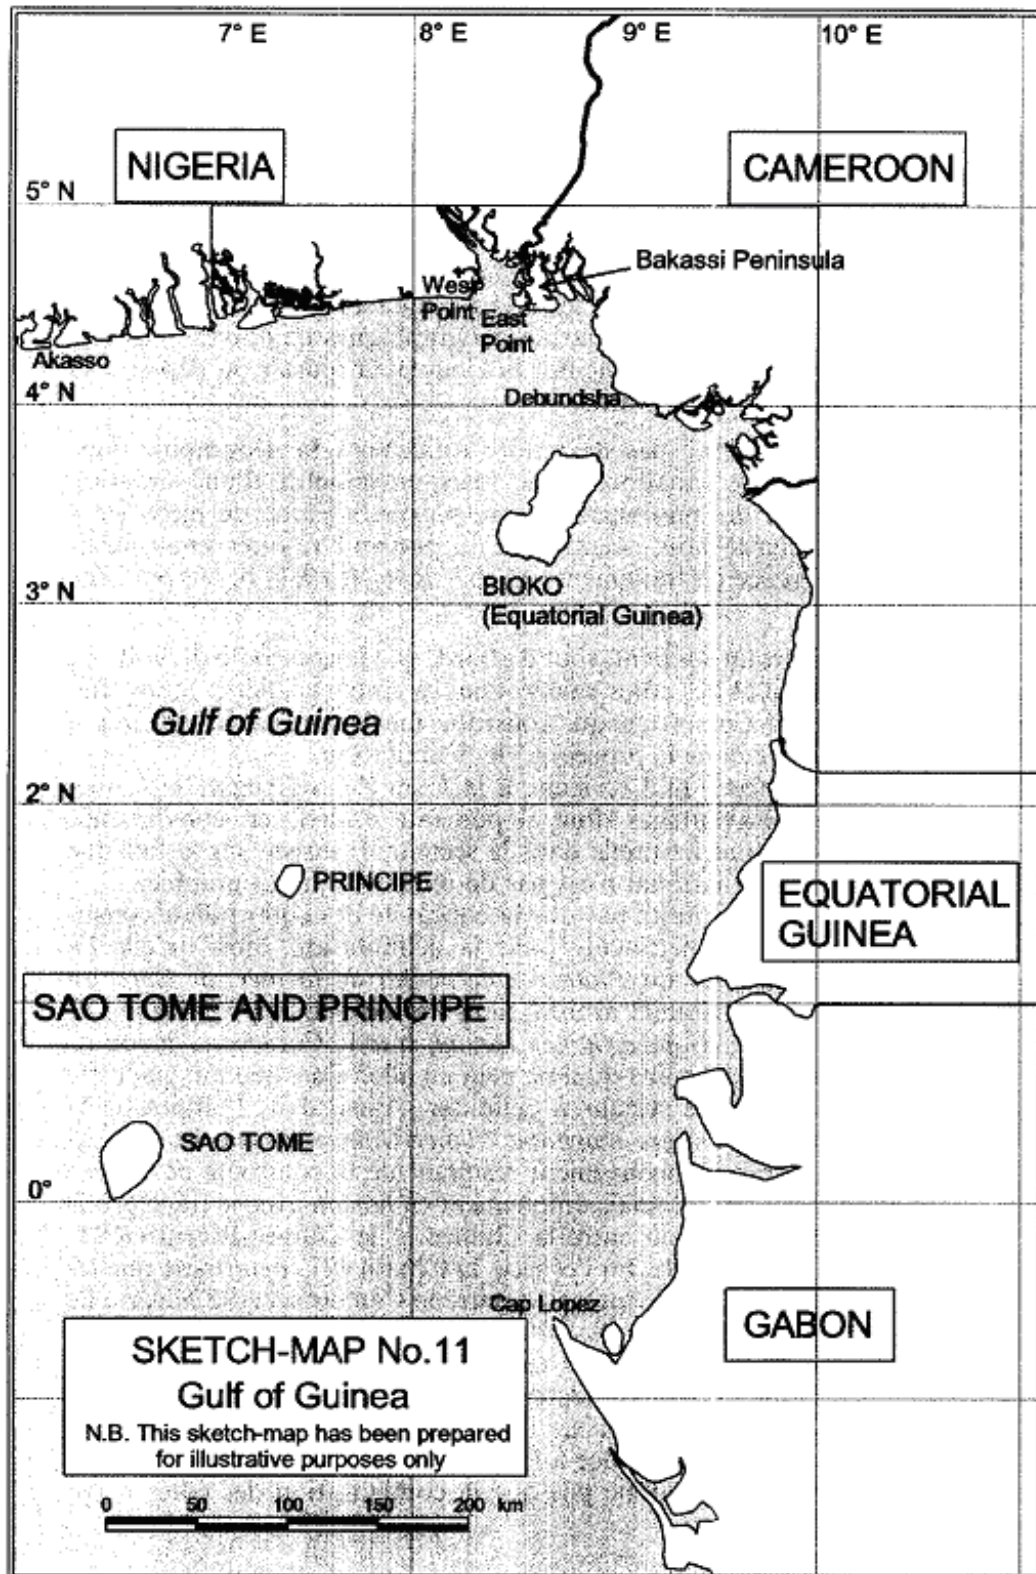 7° E 8° E 9° E 10° E
NIGERIA
CAMEROON
5° N
Bakassi Peninsula
West
Point
East
Point
Akasso
4° N
Debundsha
BIOKO
(Equatorial Guinea)
3° N
Gulf of Guinea
2° N
PRINCIPE
EQUATORIAL
GUINEA
SAO TOME AND PRINCIPE
SAO TOME
0°
Cap Lopez
GABON
SKETCH-MAP No.11
Gulf of Guinea
N.B. This sketch-map has been prepared
for illustrative purposes only
0 50 100 150 200 km